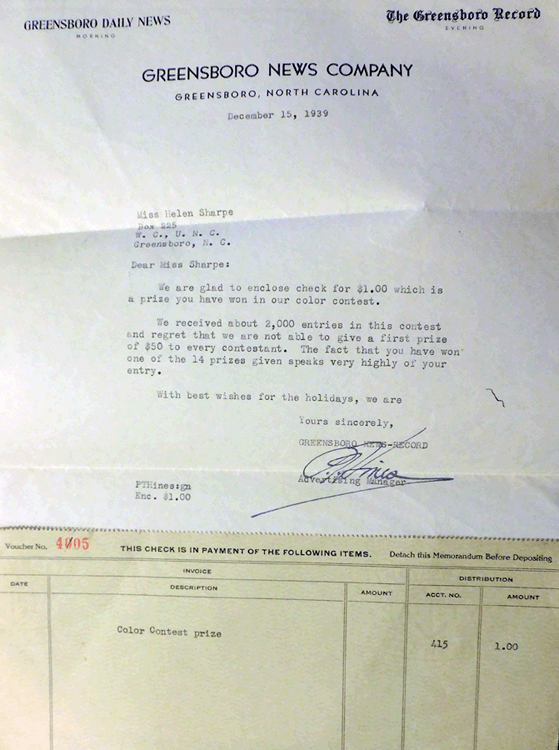 GREENSBORO DAILY NEWS
MORNING
The Greensboro Record
EVENING
GREENSBORO NEWS COMPANY
GREENSBORO, NORTH CAROLINA
December 15, 1939
Miss Helen Sharpe
Box 225
W. C., U. N. C.
Greensboro, N. C.
Dear Miss Sharpe:
We are glad to enclose check for $1.00 which is
a prize you have won in our color contest.
We received about 2,000 entries in this contest
and regret that we are not able to give a first prize
of $50 to every contestant. The fact that you have won
one of the 14 prizes given speaks very highly of your
entry.
With best wishes for the holidays, we are
Yours sincerely,
GREENSBORO NEWS-RECORD
Advertising Manager
PTHines:gn
Enc. $1.00
Voucher No. 4005 THIS CHECK IS IN PAYMENT OF THE FOLLOWING ITEMS. Detach this Memorandum Before Depositing
INVOICE DISTRIBUTION
DATE DESCRIPTION AMOUNT ACCT. NO. AMOUNT
Color Contest prize 415 1.00